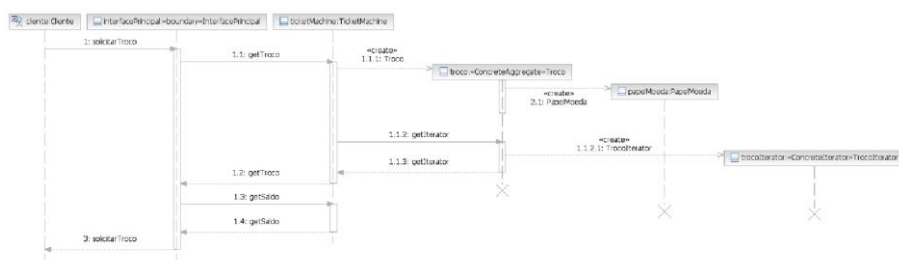 cliente:Cliente
interfacePrincipal:«boundary»InterfacePrincipal
ticketMachine:TicketMachine
1: solicitarTroco
1.1: getTroco
«create»
1.1.1: Troco
troco:«ConcreteAggregate»Troco
«create»
2.1: PapelMoeda
papelMoeda:PapelMoeda
1.1.2: getIterator
«create»
1.1.2.1: TrocoIterator
trocoIterator:«ConcreteIterator»TrocoIterator
1.1.3: getIterator
1.2: getTroco
1.3: getSaldo
1.4: getSaldo
3: solicitarTroco